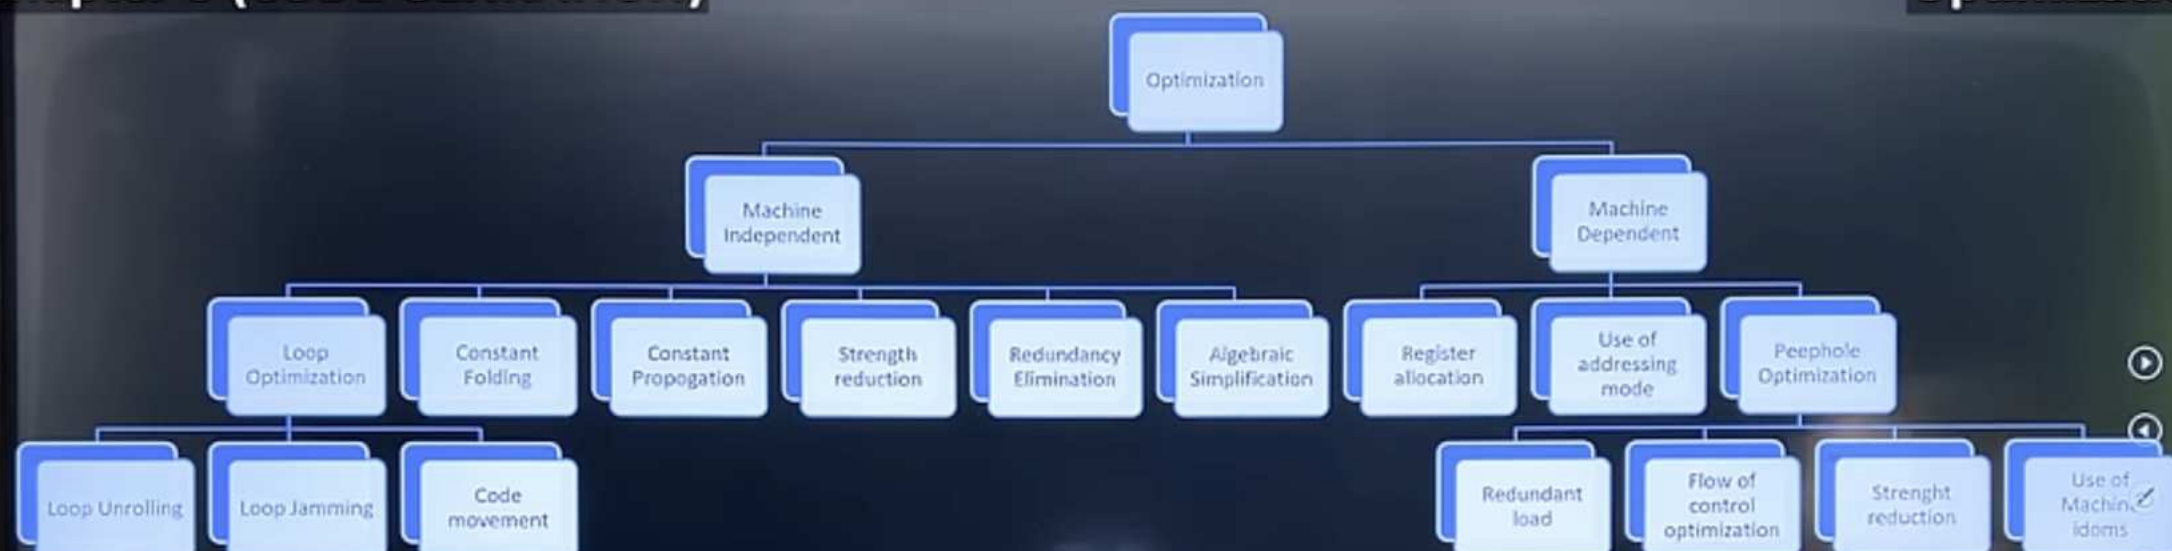 Optimization
Machine
Independent
Machine
Dependent
Loop
Optimization
Constant
Folding
Constant
Propogation
Strength
reduction
Redundancy
Elimination
Algebraic
Simplification
Register
allocation
Use of
addressing
mode
Peephole
Optimization
Loop Unrolling
Loop Jamming
Code
movement
Redundant
load
Flow of
control
optimization
Strenght
reduction
Use of
idoms